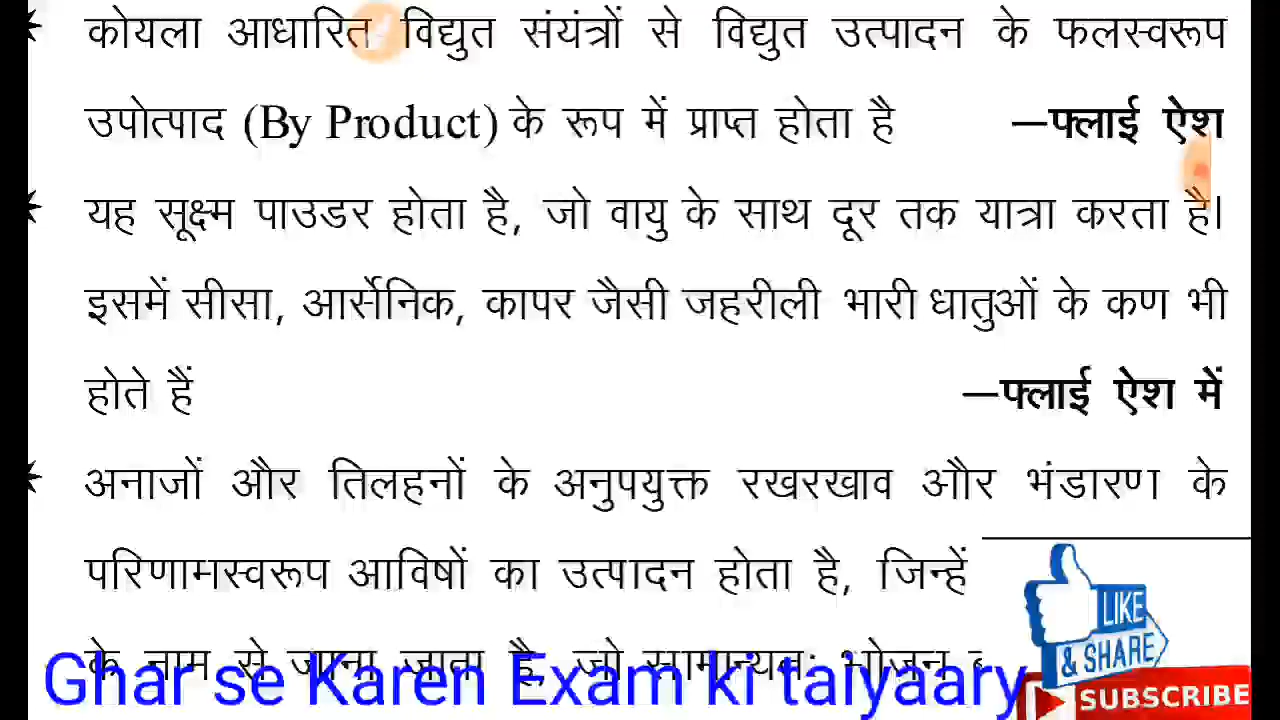 * कोयला आधारित विद्युत संयंत्रों से विद्युत उत्पादन के फलस्वरूप
उपोत्पाद (By Product) के रूप में प्राप्त होता है —फ्लाई ऐश
* यह सूक्ष्म पाउडर होता है, जो वायु के साथ दूर तक यात्रा करता है।
इसमें सीसा, आर्सेनिक, कापर जैसी जहरीली भारी धातुओं के कण भी
होते हैं —फ्लाई ऐश में
* अनाजों और तिलहनों के अनुपयुक्त रखरखाव और भंडारण के
परिणामस्वरूप आविषों का उत्पादन होता है, जिन्हें
के नाम से जाना जाता है, जो सामान्यतः भोजन
Ghar se Karen Exam ki taiyaary
LIKE
& SHARE
SUBSCRIBE